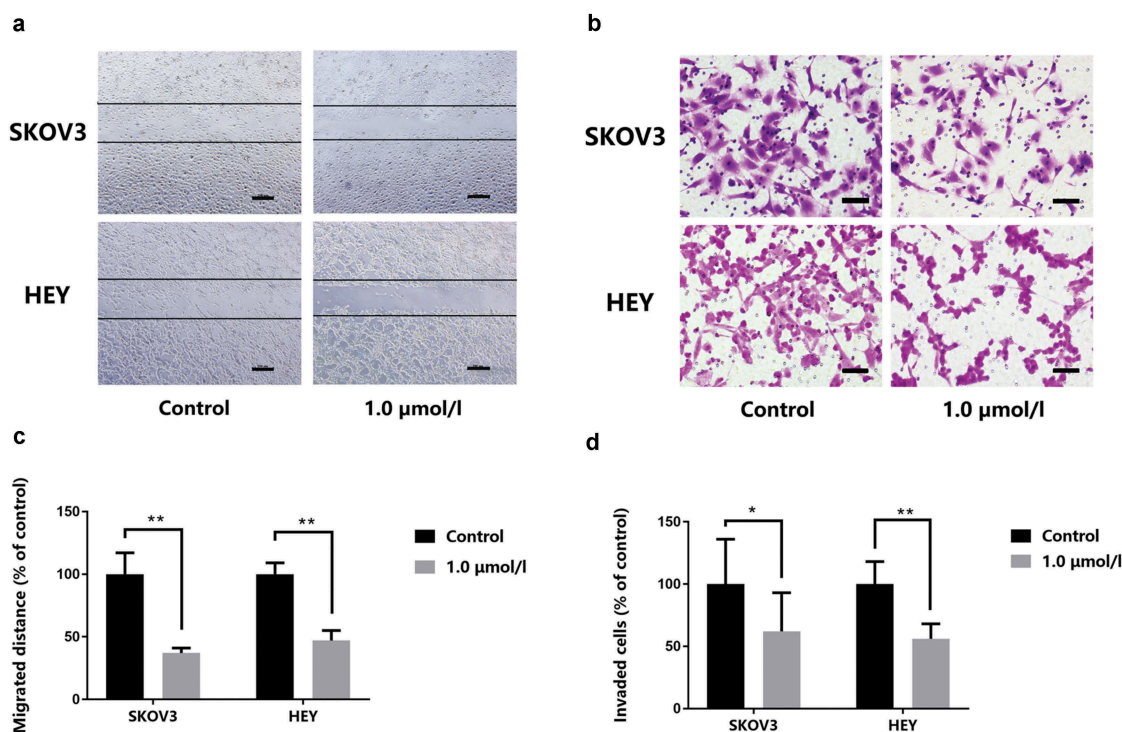 a
SKOV3
HEY
Control
1.0 μmol/l
b
SKOV3
HEY
Control
1.0 μmol/l
c
Migrated distance (% of control)
150
100
50
0
**
**
SKOV3
HEY
Control
1.0 μmol/l
d
Invaded cells (% of control)
150
100
50
0
*
**
SKOV3
HEY
Control
1.0 μmol/l